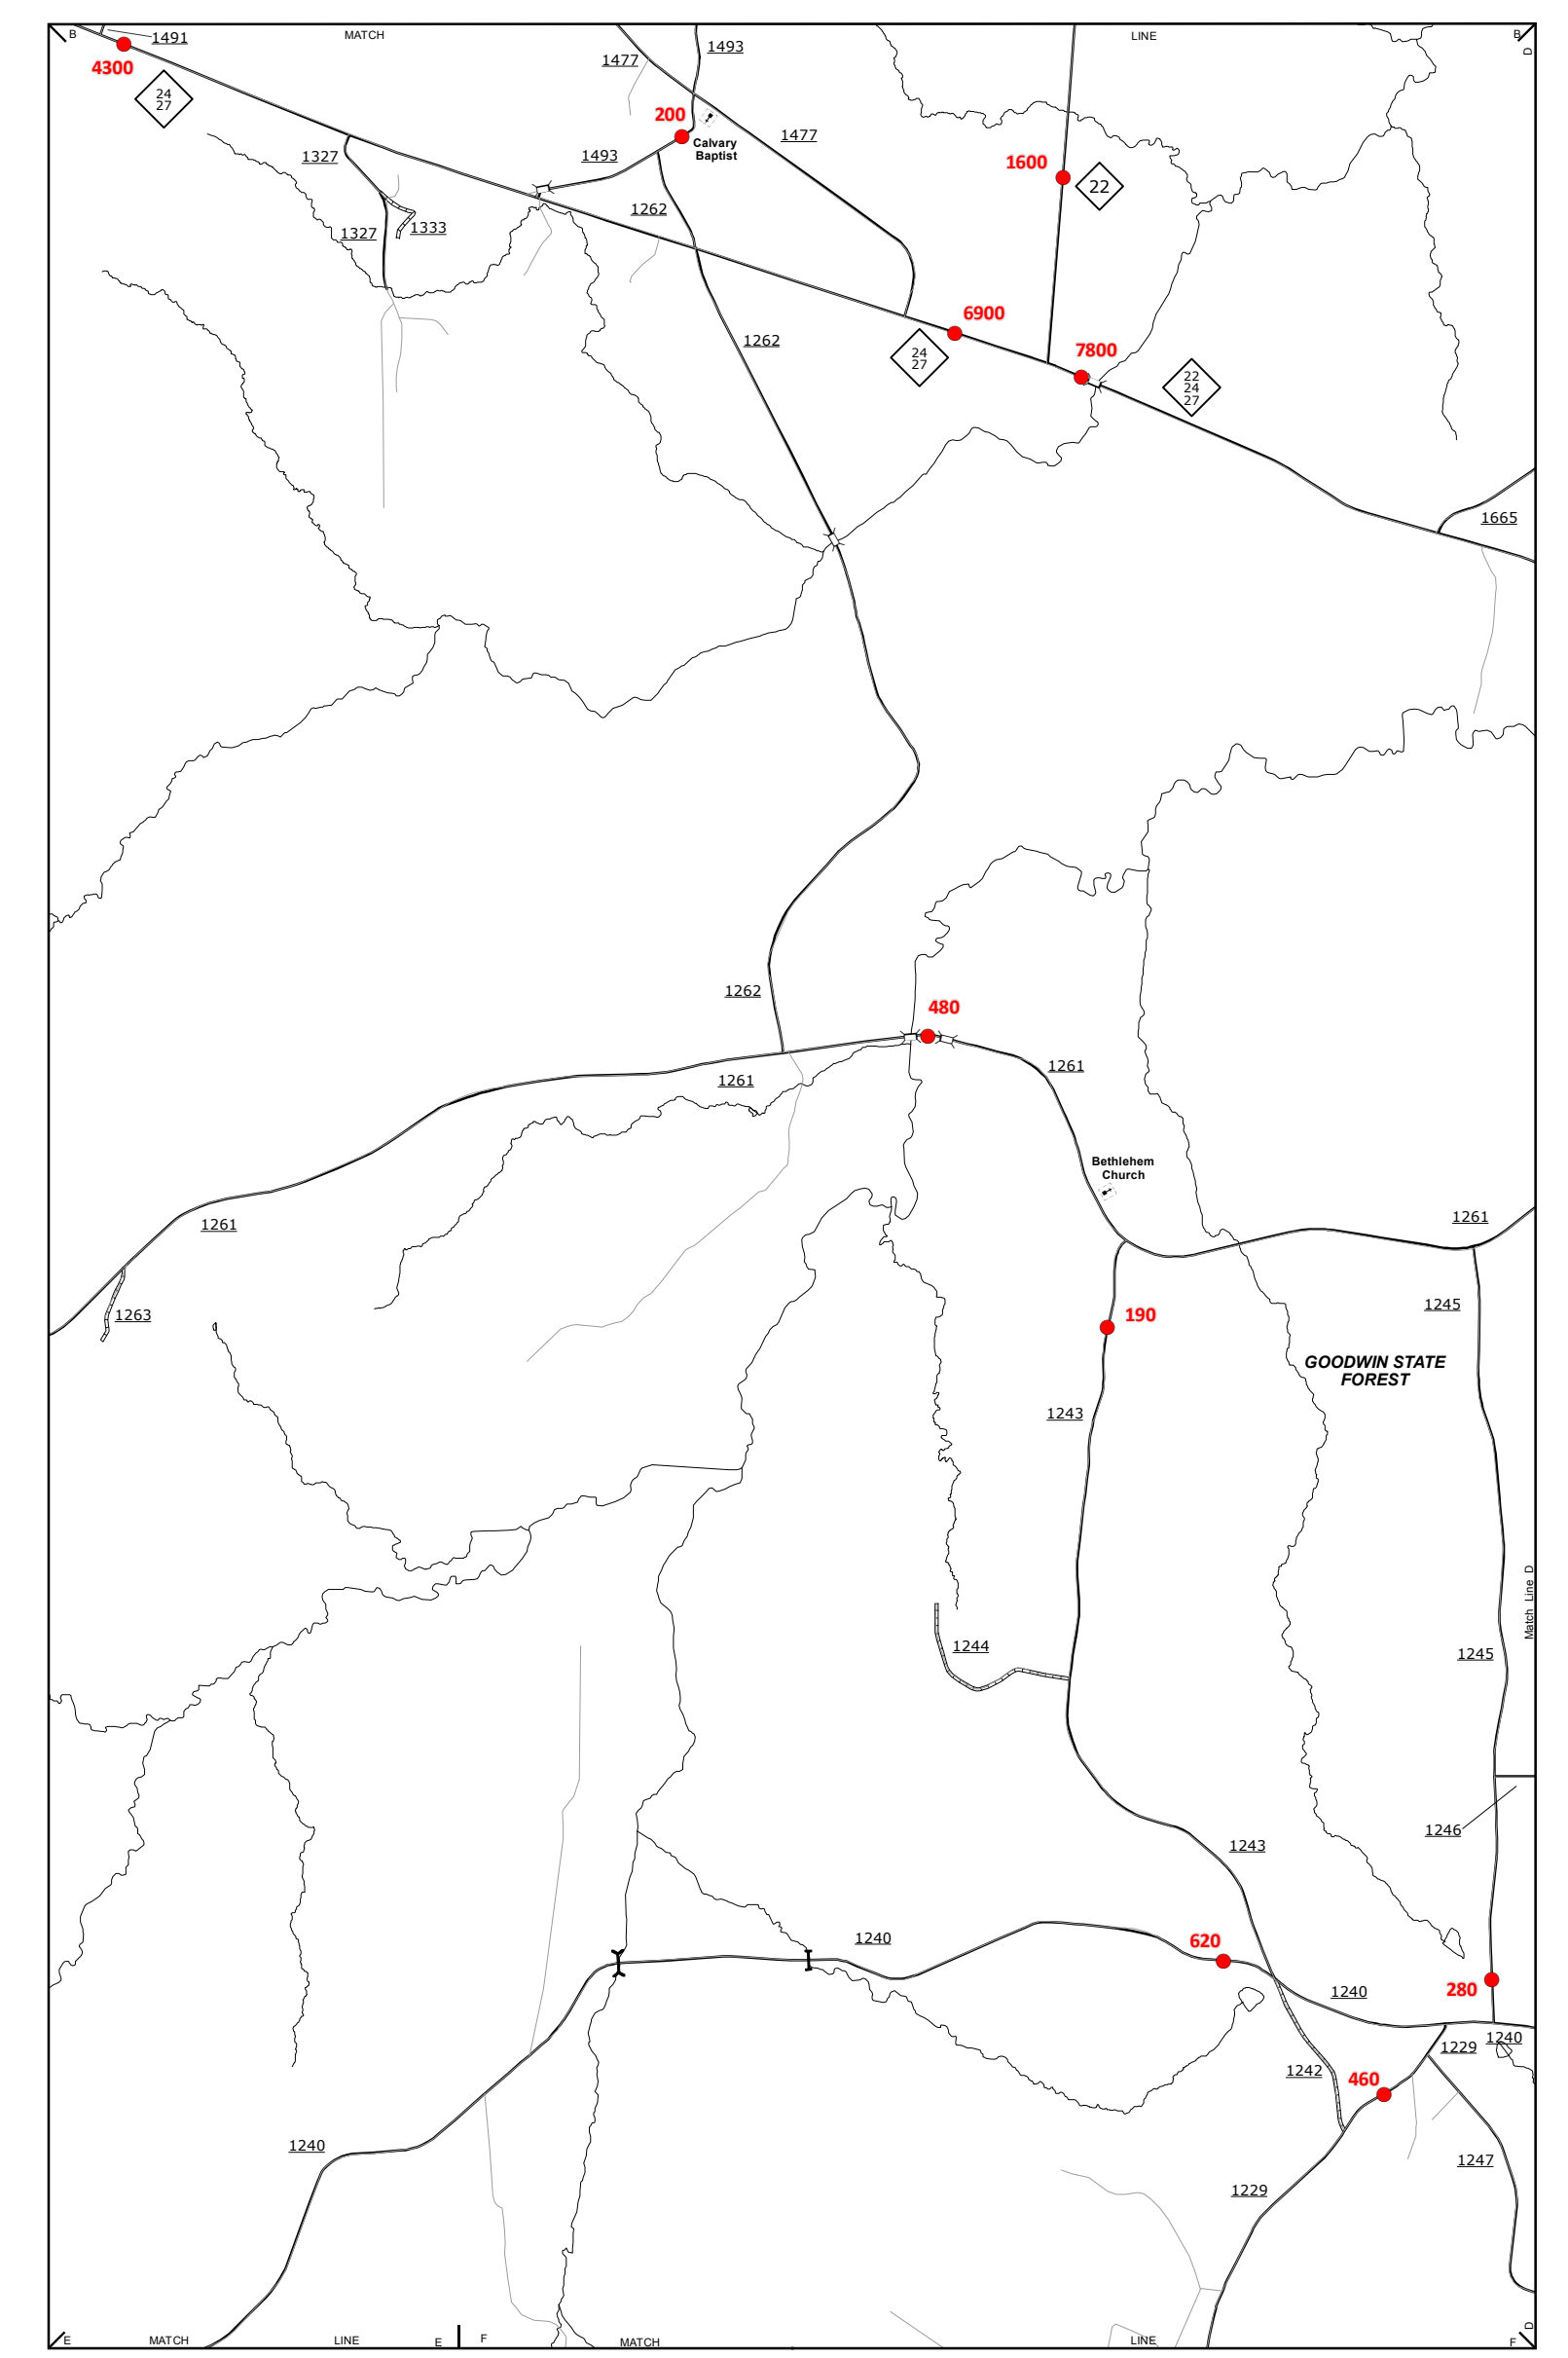 B
1491
MATCH
LINE
B
D
4300
24
27
1477
1493
200
Calvary
Baptist
1477
1493
1327
1600
22
1262
1327
1333
6900
1262
24
27
7800
22
24
27
1665
1262
480
1261
1261
Bethlehem
Church
1261
1261
1263
190
1245
GOODWIN STATE
FOREST
1243
Match Line D
1244
1245
1246
1243
1240
620
280
1240
1240
1229
1242
460
1240
1247
1229
E
MATCH
LINE
E
F
MATCH
LINE
F
D